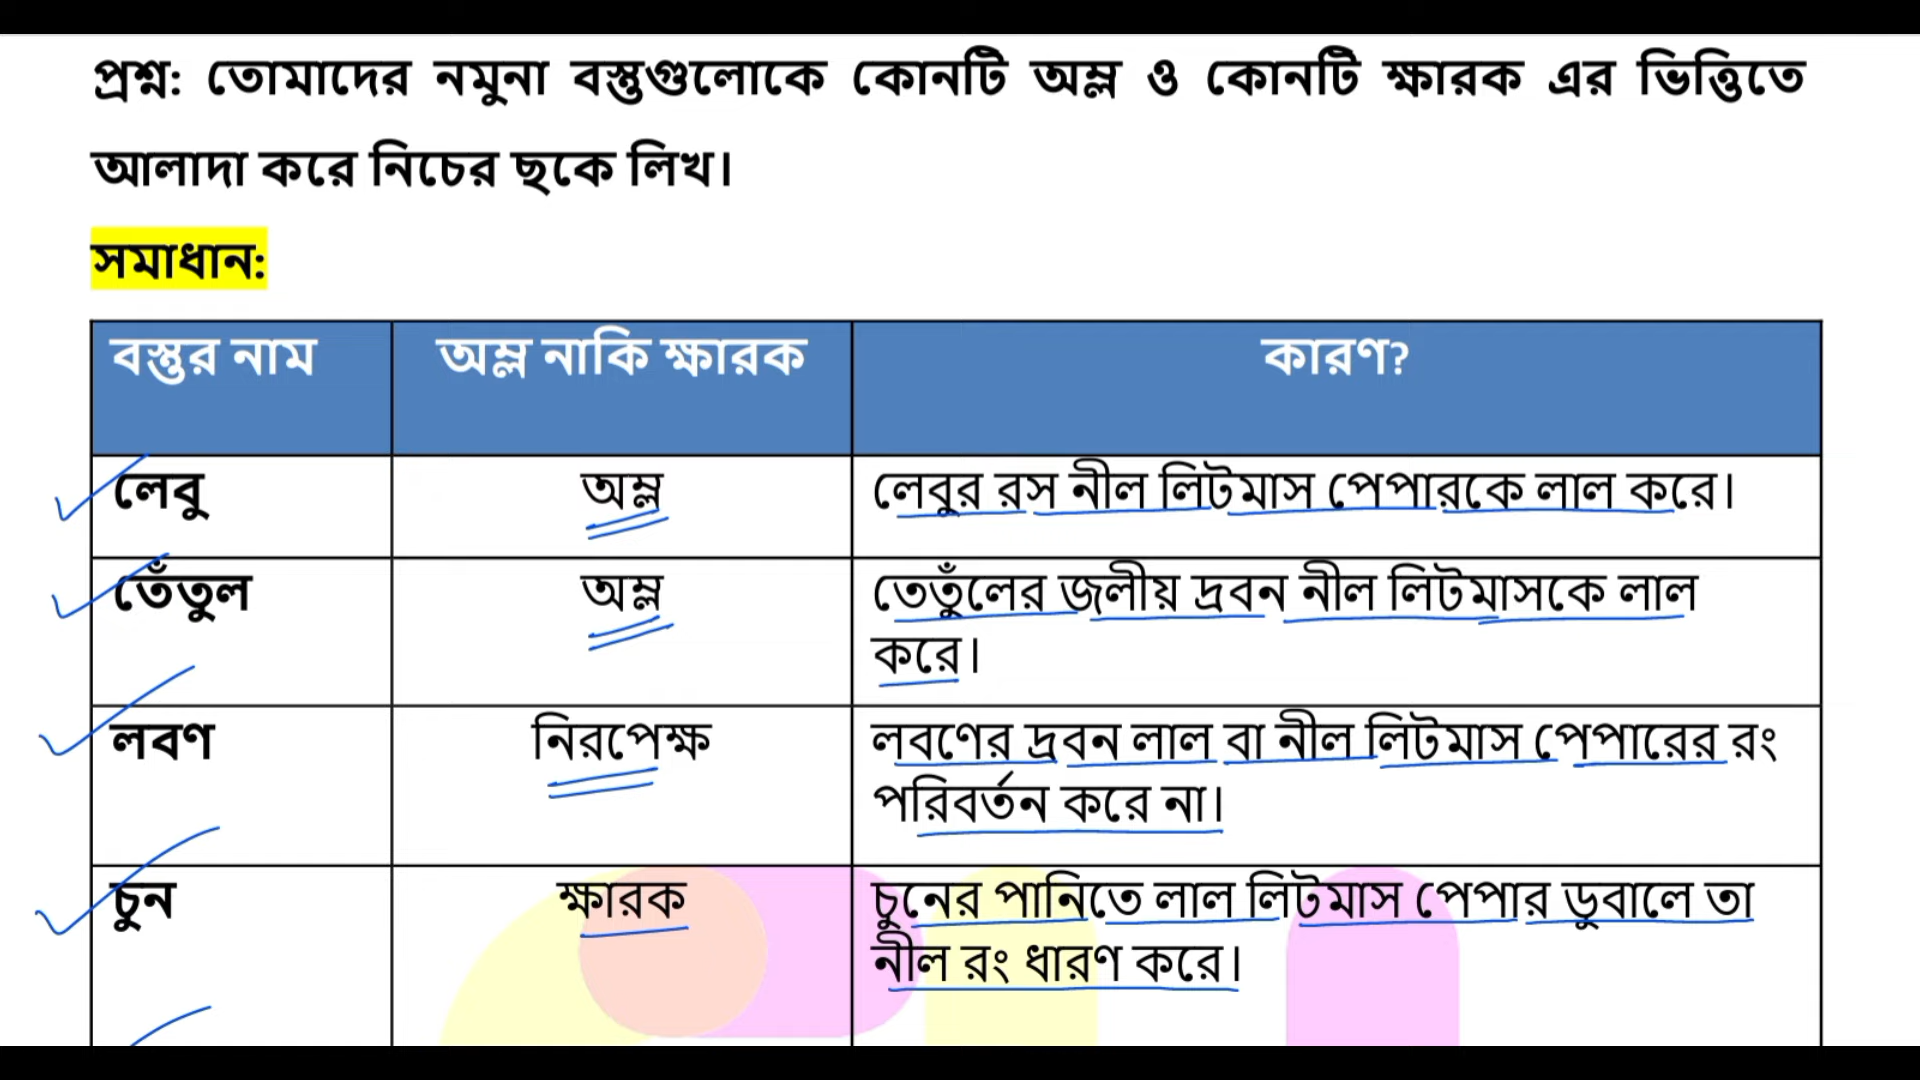 প্রশ্ন: তোমাদের নমুনা বস্তুগুলোকে কোনটি অম্ল ও কোনটি ক্ষারক এর ভিত্তিতে
আলাদা করে নিচের ছকে লিখ।
সমাধান:
বস্তুর নাম অম্ল নাকি ক্ষারক কারণ?
লেবু অম্ল লেবুর রস নীল লিটমাস পেপারকে লাল করে।
তেঁতুল অম্ল তেতুঁলের জলীয় দ্রবন নীল লিটমাসকে লাল
করে।
লবণ নিরপেক্ষ লবণের দ্রবন লাল বা নীল লিটমাস পেপারের রং
পরিবর্তন করে না।
চুন ক্ষারক চুনের পানিতে লাল লিটমাস পেপার ডুবালে তা
নীল রং ধারণ করে।